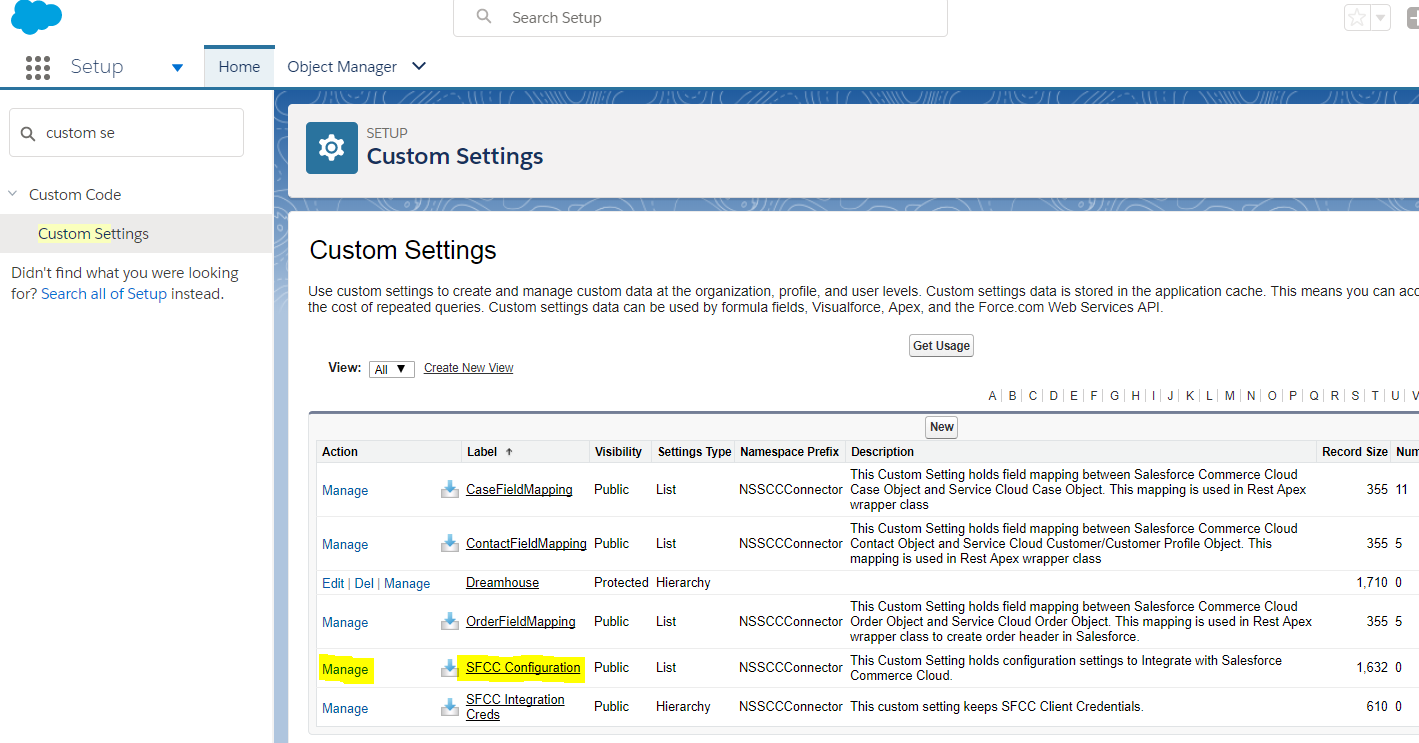 Search Setup
Setup
Home
Object Manager
custom se
Custom Code
Custom Settings
Didn't find what you were looking
for? Search all of Setup instead.
SETUP
Custom Settings
Custom Settings
Use custom settings to create and manage custom data at the organization, profile, and user levels. Custom settings data is stored in the application cache. This means you can acc
the cost of repeated queries. Custom settings data can be used by formula fields, Visualforce, Apex, and the Force.com Web Services API.
Get Usage
View: All ▼ Create New View
A | B | C | D | E | F | G | H | I | J | K | L | M | N | O | P | Q | R | S | T | U | V
New
Action Label ↑ Visibility Settings Type Namespace Prefix Description Record Size Num
Manage CaseFieldMapping Public List NSSCCConnector This Custom Setting holds field mapping between Salesforce Commerce Cloud 355 11
Case Object and Service Cloud Case Object. This mapping is used in Rest Apex
wrapper class
Manage ContactFieldMapping Public List NSSCCConnector This Custom Setting holds field mapping between Salesforce Commerce Cloud 355 5
Contact Object and Service Cloud Customer/Customer Profile Object. This
mapping is used in Rest Apex wrapper class
Edit | Del | Manage Dreamhouse Protected Hierarchy 1,710 0
Manage OrderFieldMapping Public List NSSCCConnector This Custom Setting holds field mapping between Salesforce Commerce Cloud 355 5
Order Object and Service Cloud Order Object. This mapping is used in Rest Apex
wrapper class to create order header in Salesforce.
Manage SFCC Configuration Public List NSSCCConnector This Custom Setting holds configuration settings to Integrate with Salesforce 1,632 0
Commerce Cloud.
Manage SFCC Integration Public Hierarchy NSSCCConnector This custom setting keeps SFCC Client Credentials. 610 0
Creds